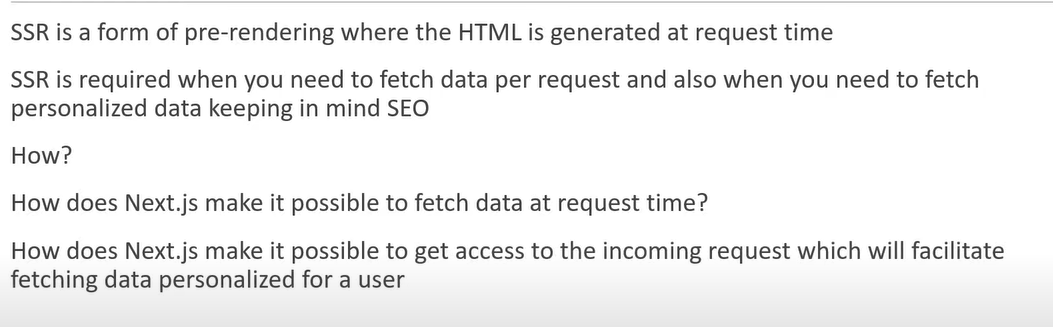 SSR is a form of pre-rendering where the HTML is generated at request time
SSR is required when you need to fetch data per request and also when you need to fetch
personalized data keeping in mind SEO
How?
How does Next.js make it possible to fetch data at request time?
How does Next.js make it possible to get access to the incoming request which will facilitate
fetching data personalized for a user